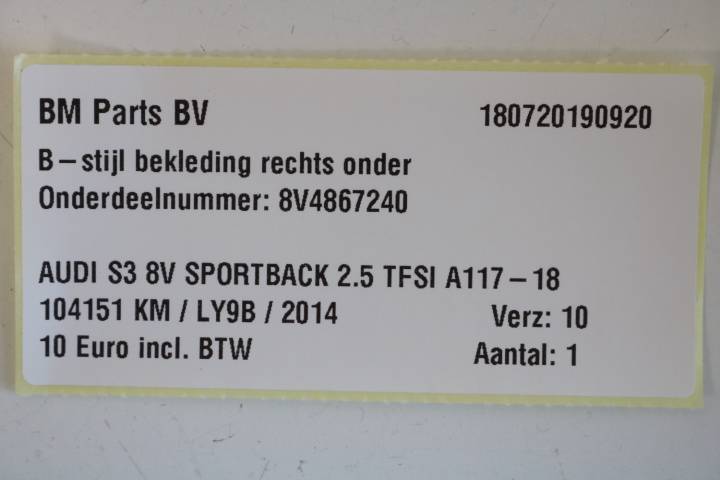 BM Parts BV 180720190920
B-stijl bekleding rechts onder
Onderdeelnummer: 8V4867240
AUDI S3 8V SPORTBACK 2.5 TFSI A117-18
104151 KM / LY9B / 2014 Verz: 10
10 Euro incl. BTW Aantal: 1